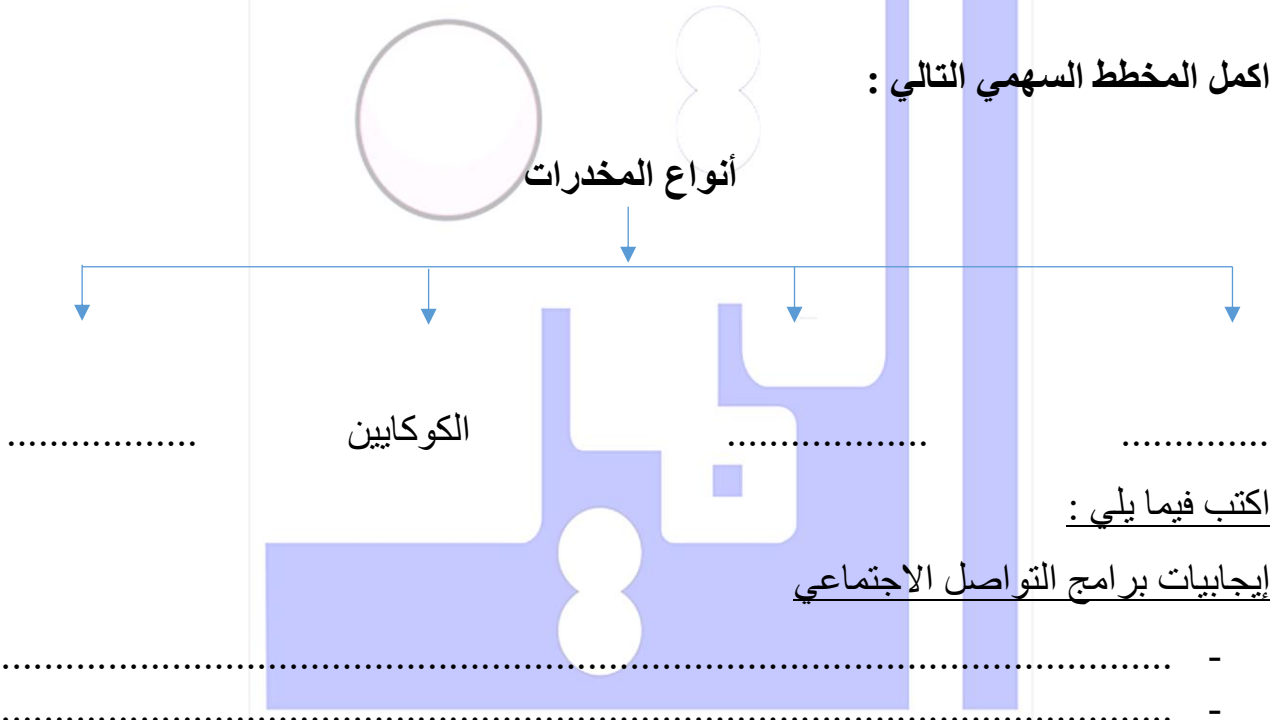 اكمل المخطط السهمي التالي :
أنواع المخدرات
.............. ................... الكوكايين ..................
اكتب فيما يلي :
إيجابيات برامج التواصل الاجتماعي
- ................................................................................................................
- ................................................................................................................